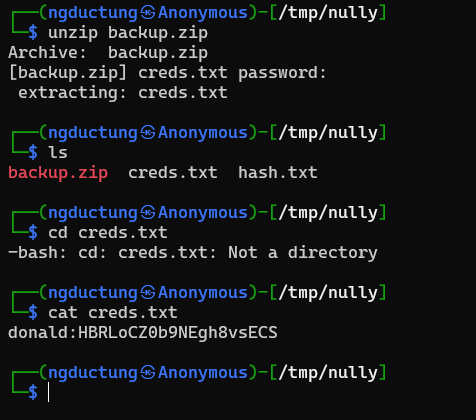 ┌──(ngductung㉿Anonymous)-[/tmp/nully]
└─$ unzip backup.zip
Archive:  backup.zip
[backup.zip] creds.txt password:
 extracting: creds.txt
┌──(ngductung㉿Anonymous)-[/tmp/nully]
└─$ ls
backup.zip  creds.txt  hash.txt
┌──(ngductung㉿Anonymous)-[/tmp/nully]
└─$ cd creds.txt
-bash: cd: creds.txt: Not a directory
┌──(ngductung㉿Anonymous)-[/tmp/nully]
└─$ cat creds.txt
donald:HBRLoCZ0b9NEgh8vsECS
┌──(ngductung㉿Anonymous)-[/tmp/nully]
└─$